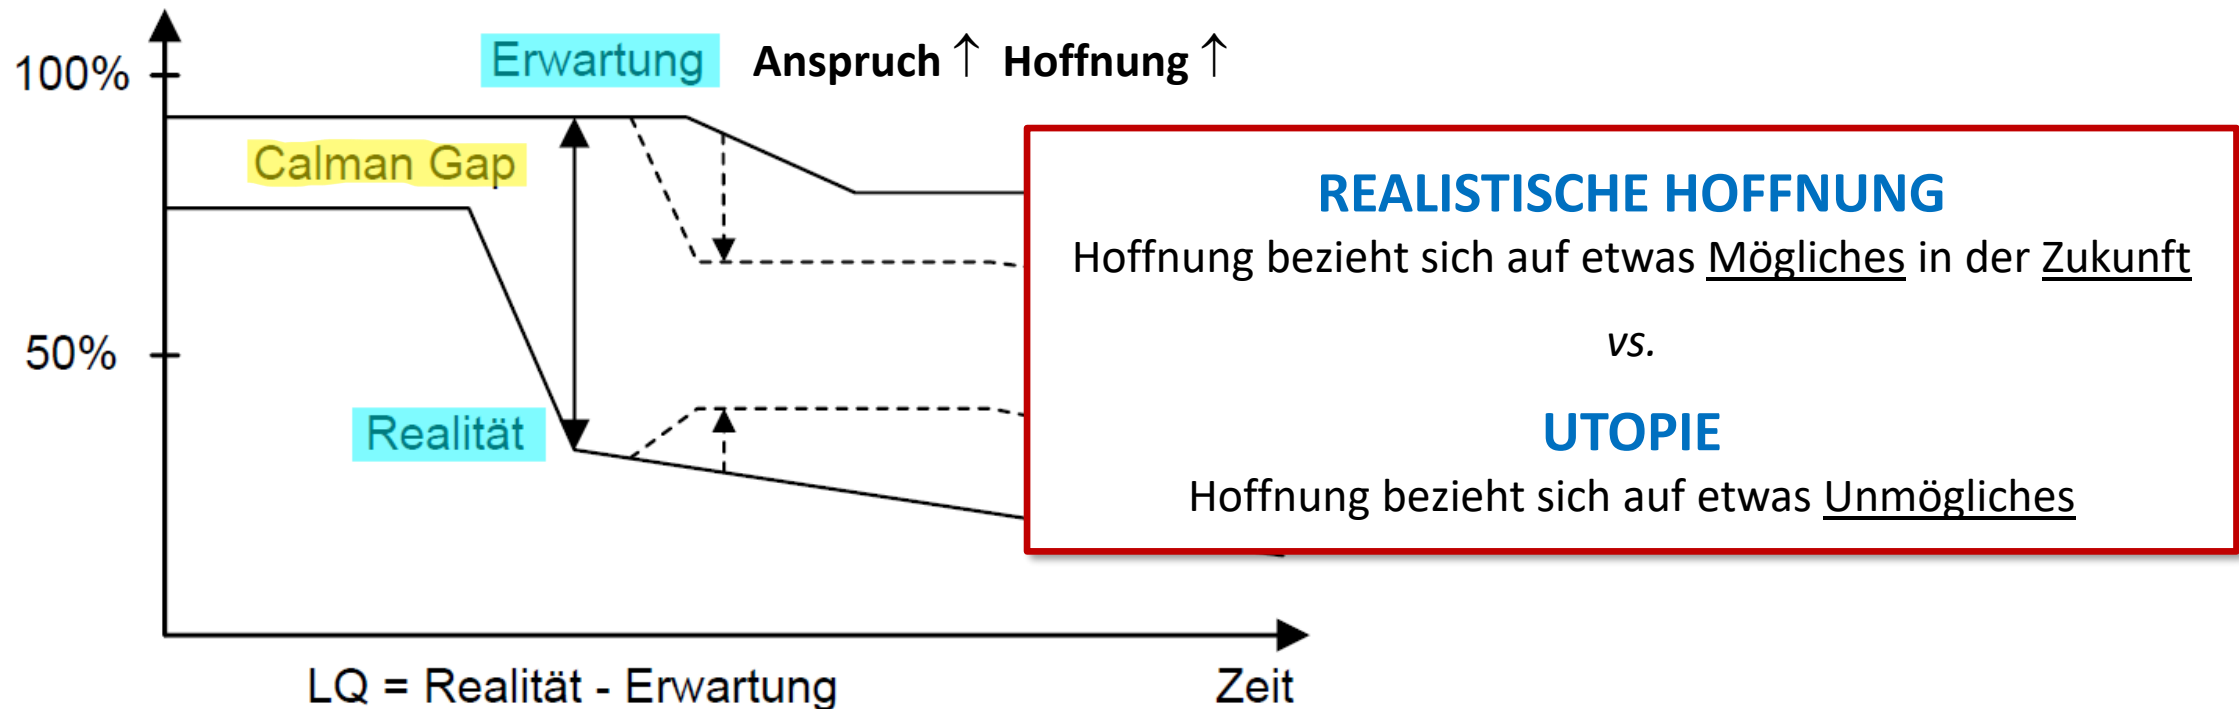 100%
Erwartung Anspruch ↑ Hoffnung ↑
Calman Gap
50%
Realität
REALISTISCHE HOFFNUNG
Hoffnung bezieht sich auf etwas Mögliches in der Zukunft
vs.
UTOPIE
Hoffnung bezieht sich auf etwas Unmögliches
LQ = Realität - Erwartung
Zeit